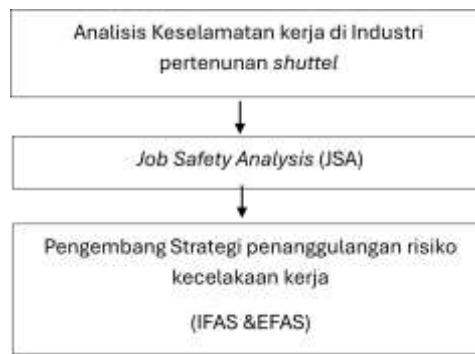 Analisis Keselamatan kerja di Industri
pertenunan shuttel
Job Safety Analysis (JSA)
Pengembang Strategi penanggulangan risiko
kecelakaan kerja
(IFAS &EFAS)